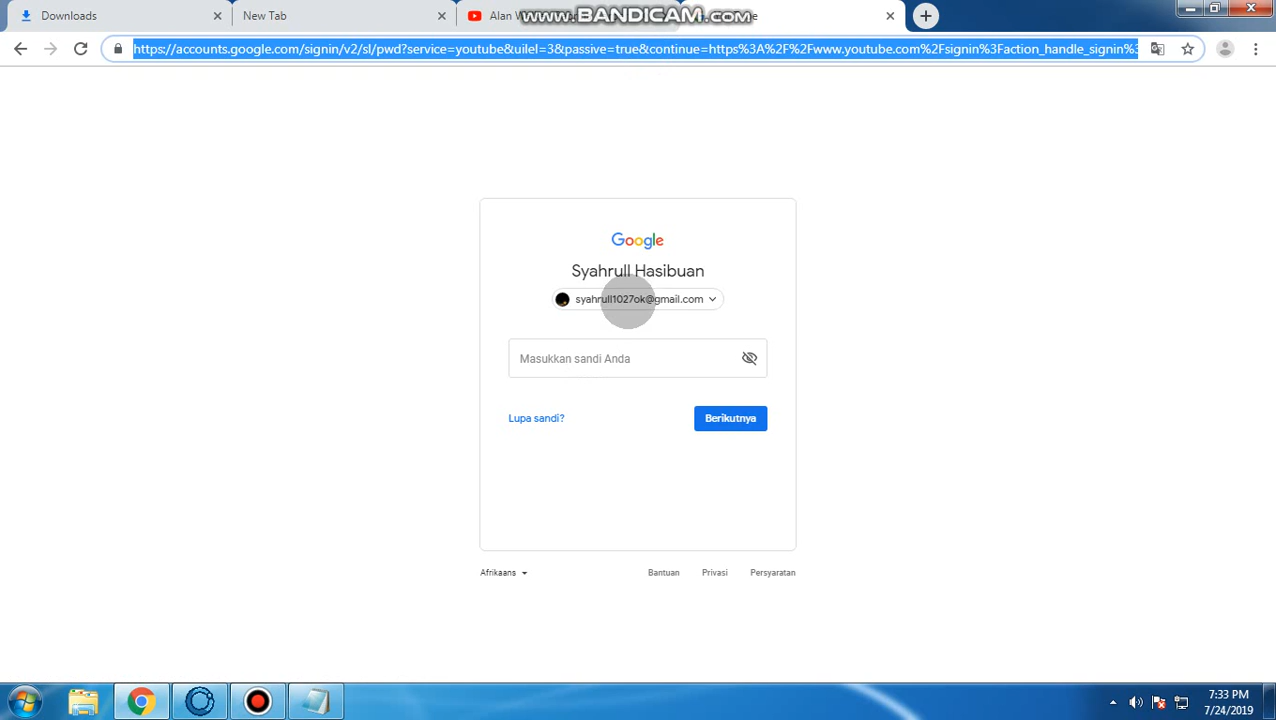 Downloads
New Tab
Alan W
www.BANDICAM.com
https://accounts.google.com/signin/v2/sl/pwd?service=youtube&uilel=3&passive=true&continue=https%3A%2F%2Fwww.youtube.com%2Fsignin%3Faction_handle_signin%3
Google
Syahrull Hasibuan
syahrull1027ok@gmail.com
Masukkan sandi Anda
Lupa sandi?
Berikutnya
Afrikaans
Bantuan
Privasi
Persyaratan
7:33 PM
7/24/2019